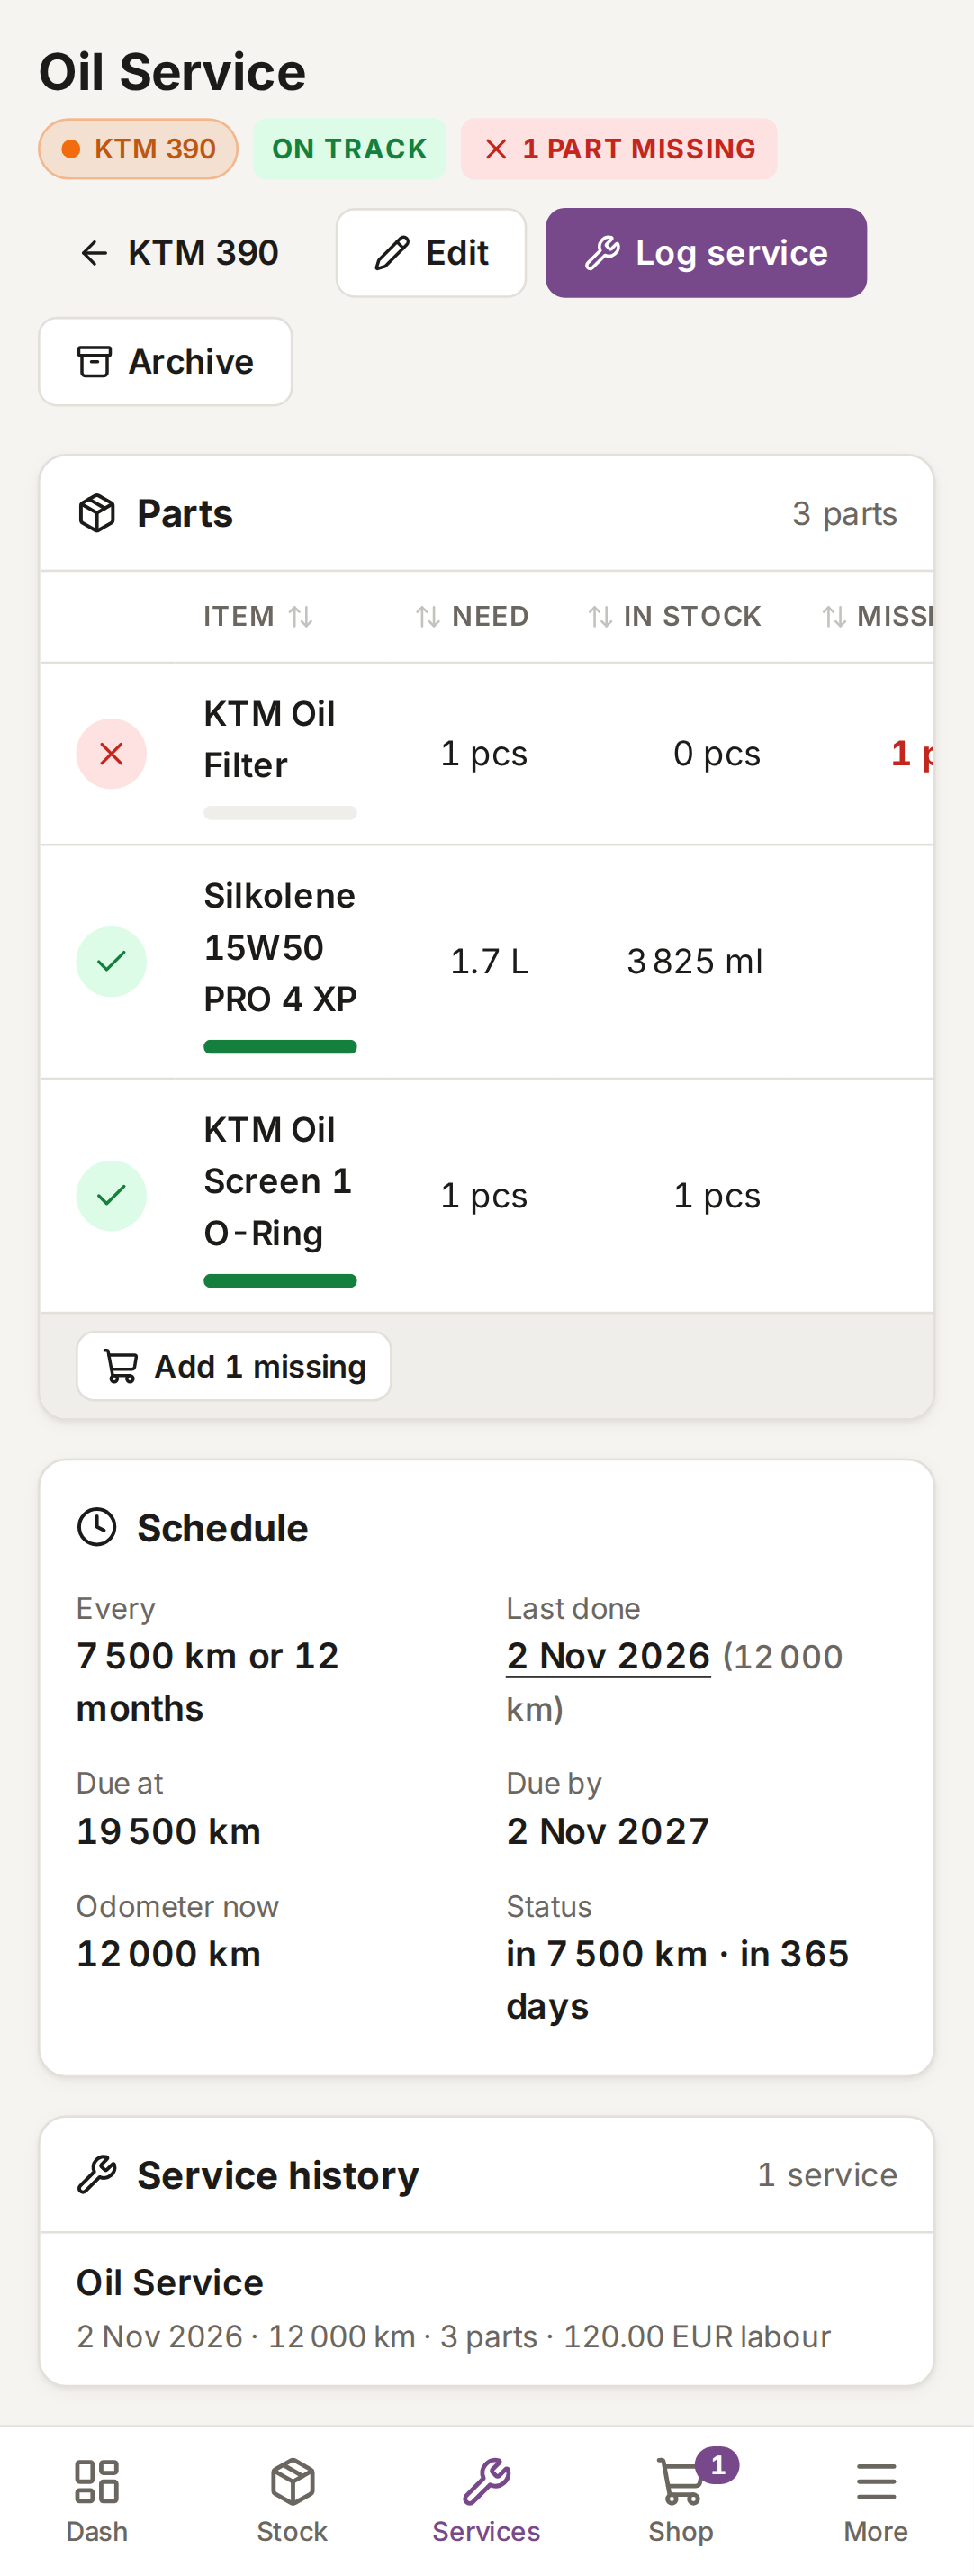 Oil Service
KTM 390 ON TRACK 1 PART MISSING
KTM 390 Edit Log service
Archive
Parts 3 parts
ITEM NEED IN STOCK MISSI
KTM Oil
Filter
1 pcs 0 pcs 1 p
Silkolene
15W50
PRO 4 XP
1.7 L 3 825 ml
KTM Oil
Screen 1
O-Ring
1 pcs 1 pcs
Add 1 missing
Schedule
Every
7 500 km or 12
months
Last done
2 Nov 2026 (12 000
km)
Due at
19 500 km
Due by
2 Nov 2027
Odometer now
12 000 km
Status
in 7 500 km · in 365
days
Service history 1 service
Oil Service
2 Nov 2026 · 12 000 km · 3 parts · 120.00 EUR labour
1
Dash Stock Services Shop More